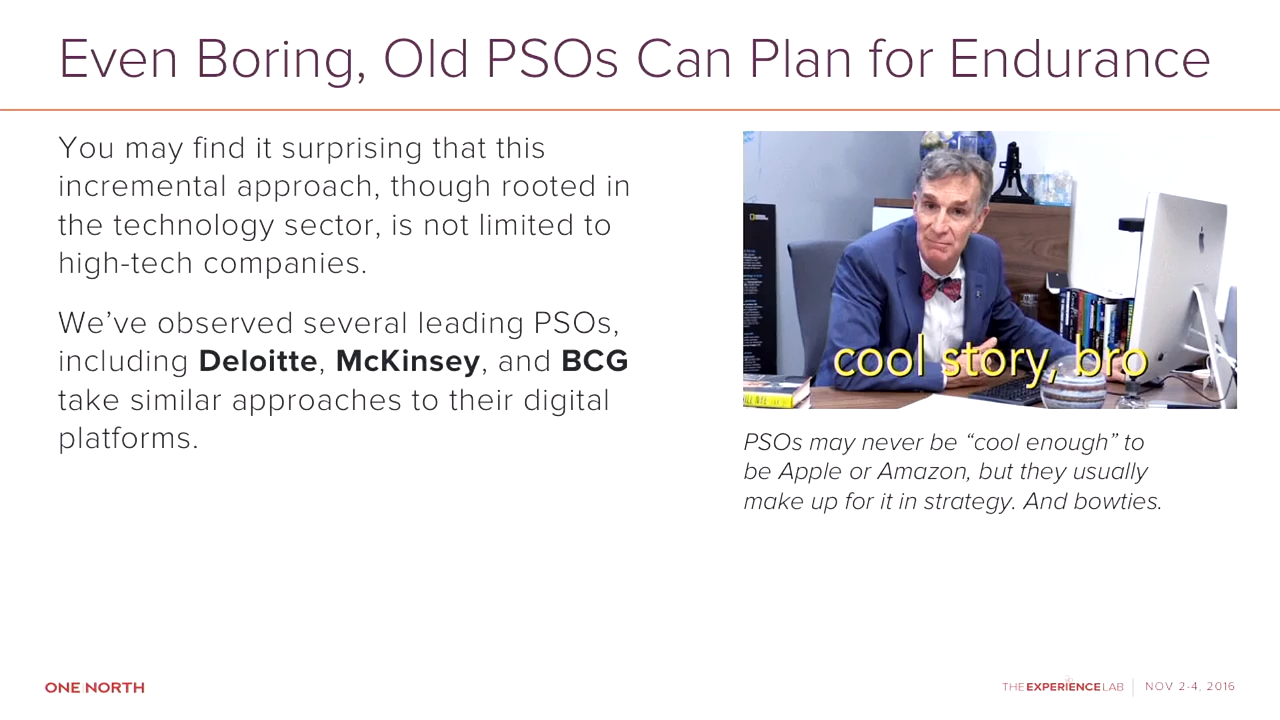 Even Boring, Old PSOs Can Plan for Endurance
You may find it surprising that this
incremental approach, though rooted in
the technology sector, is not limited to
high-tech companies.
We’ve observed several leading PSOs,
including Deloitte, McKinsey, and BCG
take similar approaches to their digital
platforms.
cool story, bro
PSOs may never be “cool enough” to
be Apple or Amazon, but they usually
make up for it in strategy. And bowties.
ONE NORTH
THE EXPERIENCE LAB
NOV 2-4, 2016